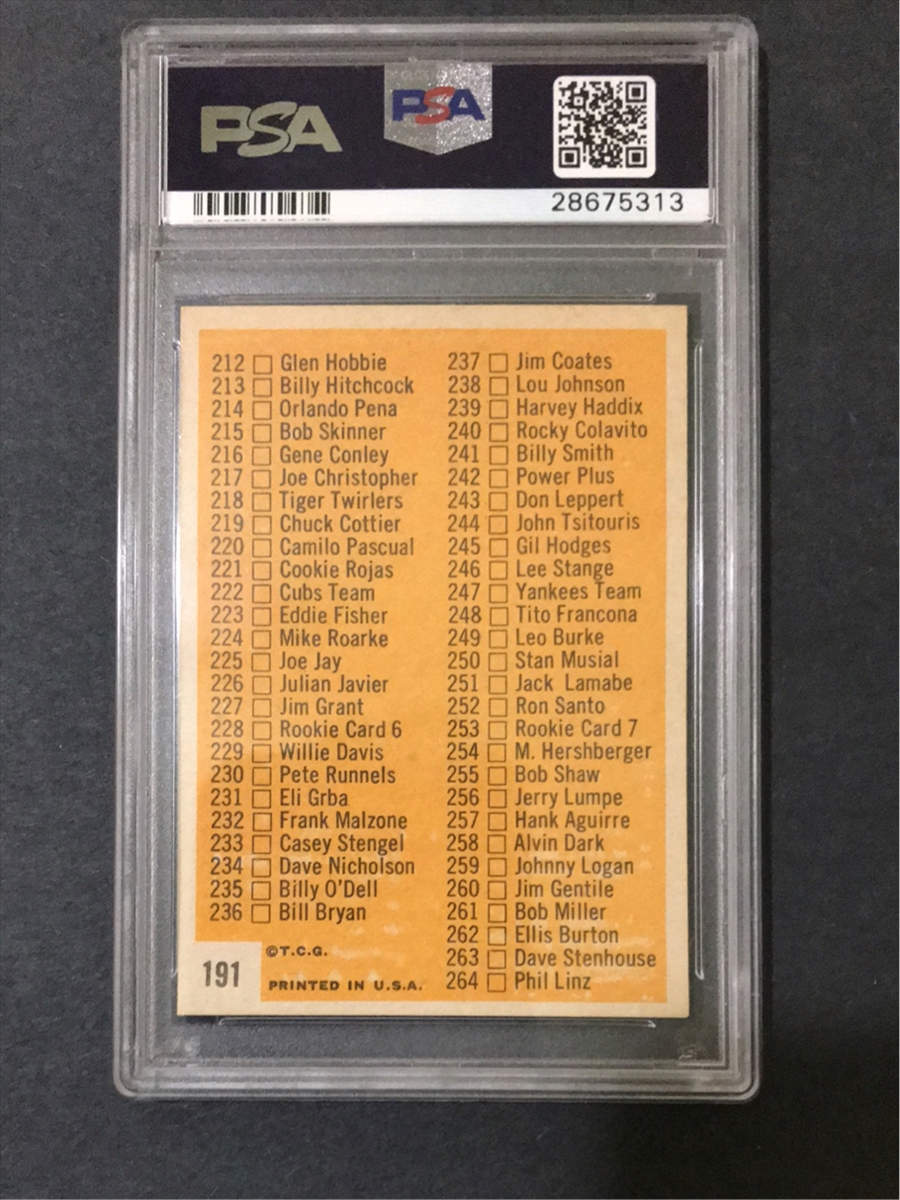 PSA
PSA
28675313
212 Glen Hobbie
213 Billy Hitchcock
214 Orlando Pena
215 Bob Skinner
216 Gene Conley
217 Joe Christopher
218 Tiger Twirlers
219 Chuck Cottier
220 Camilo Pascual
221 Cookie Rojas
222 Cubs Team
223 Eddie Fisher
224 Mike Roarke
225 Joe Jay
226 Julian Javier
227 Jim Grant
228 Rookie Card 6
229 Willie Davis
230 Pete Runnels
231 Eli Grba
232 Frank Malzone
233 Casey Stengel
234 Dave Nicholson
235 Billy O'Dell
236 Bill Bryan
237 Jim Coates
238 Lou Johnson
239 Harvey Haddix
240 Rocky Colavito
241 Billy Smith
242 Power Plus
243 Don Leppert
244 John Tsitouris
245 Gil Hodges
246 Lee Stange
247 Yankees Team
248 Tito Francona
249 Leo Burke
250 Stan Musial
251 Jack Lamabe
252 Ron Santo
253 Rookie Card 7
254 M. Hershberger
255 Bob Shaw
256 Jerry Lumpe
257 Hank Aguirre
258 Alvin Dark
259 Johnny Logan
260 Jim Gentile
261 Bob Miller
262 Ellis Burton
263 Dave Stenhouse
264 Phil Linz
©T.C.G.
191
PRINTED IN U.S.A.